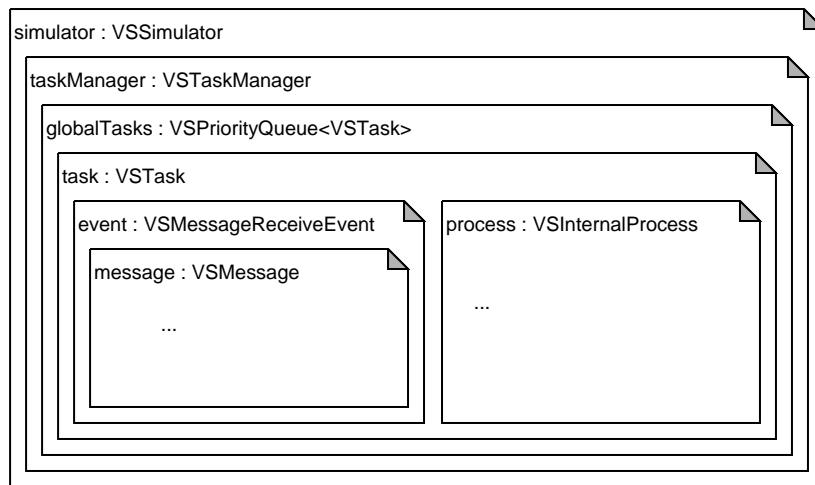 simulator : VSSimulator
taskManager : VSTaskManager
globalTasks : VSPriorityQueue<VSTask>
task : VSTask
event : VSMessageReceiveEvent
message : VSMessage
...
process : VSInternalProcess
...